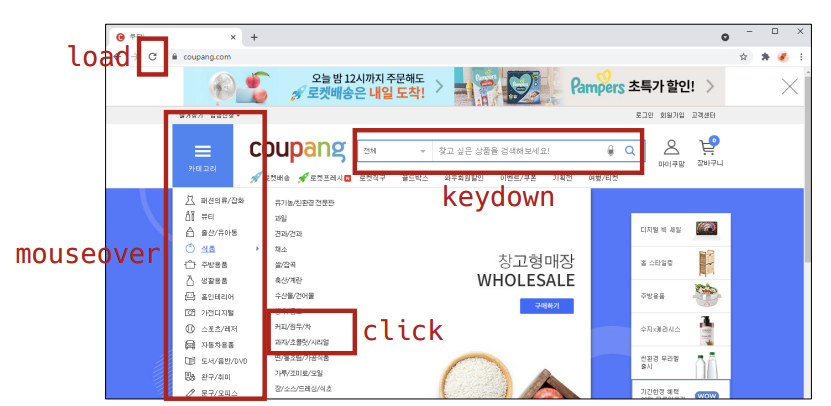 쿠팡!
load
coupang.com
오늘 밤 12시까지 주문해도
로켓배송은 내일 도착!
Pampers
Pampers 초특가 할인!
즐겨찾기
로그인 회원가입 고객센터
카테고리
coupang
전체
찾고 싶은 상품을 검색해보세요!
마이쿠팡
0
장바구니
로켓배송
로켓프레시
로켓직구
골드박스
와우회원할인
이벤트/쿠폰
기획전
여행/티켓
keydown
mouseover
패션의류/잡화
뷰티
출산/유아동
식품
주방용품
생활용품
홈인테리어
가전디지털
스포츠/레저
자동차용품
도서/음반/DVD
완구/취미
문구/오피스
유기농/친환경 전문관
과일
견과/건과
채소
쌀/잡곡
축산/계란
수산물/건어물
커피/원두/차
과자/초콜릿/시리얼
면/통조림/가공식품
가루/조미료/오일
장/소스/드레싱/식초
click
창고형매장
WHOLESALE
구매하기
디지털 빅 세일
홈 스타일링
주방용품
수지x케라시스
친환경 무라벨
출시
기간한정 혜택
WOW